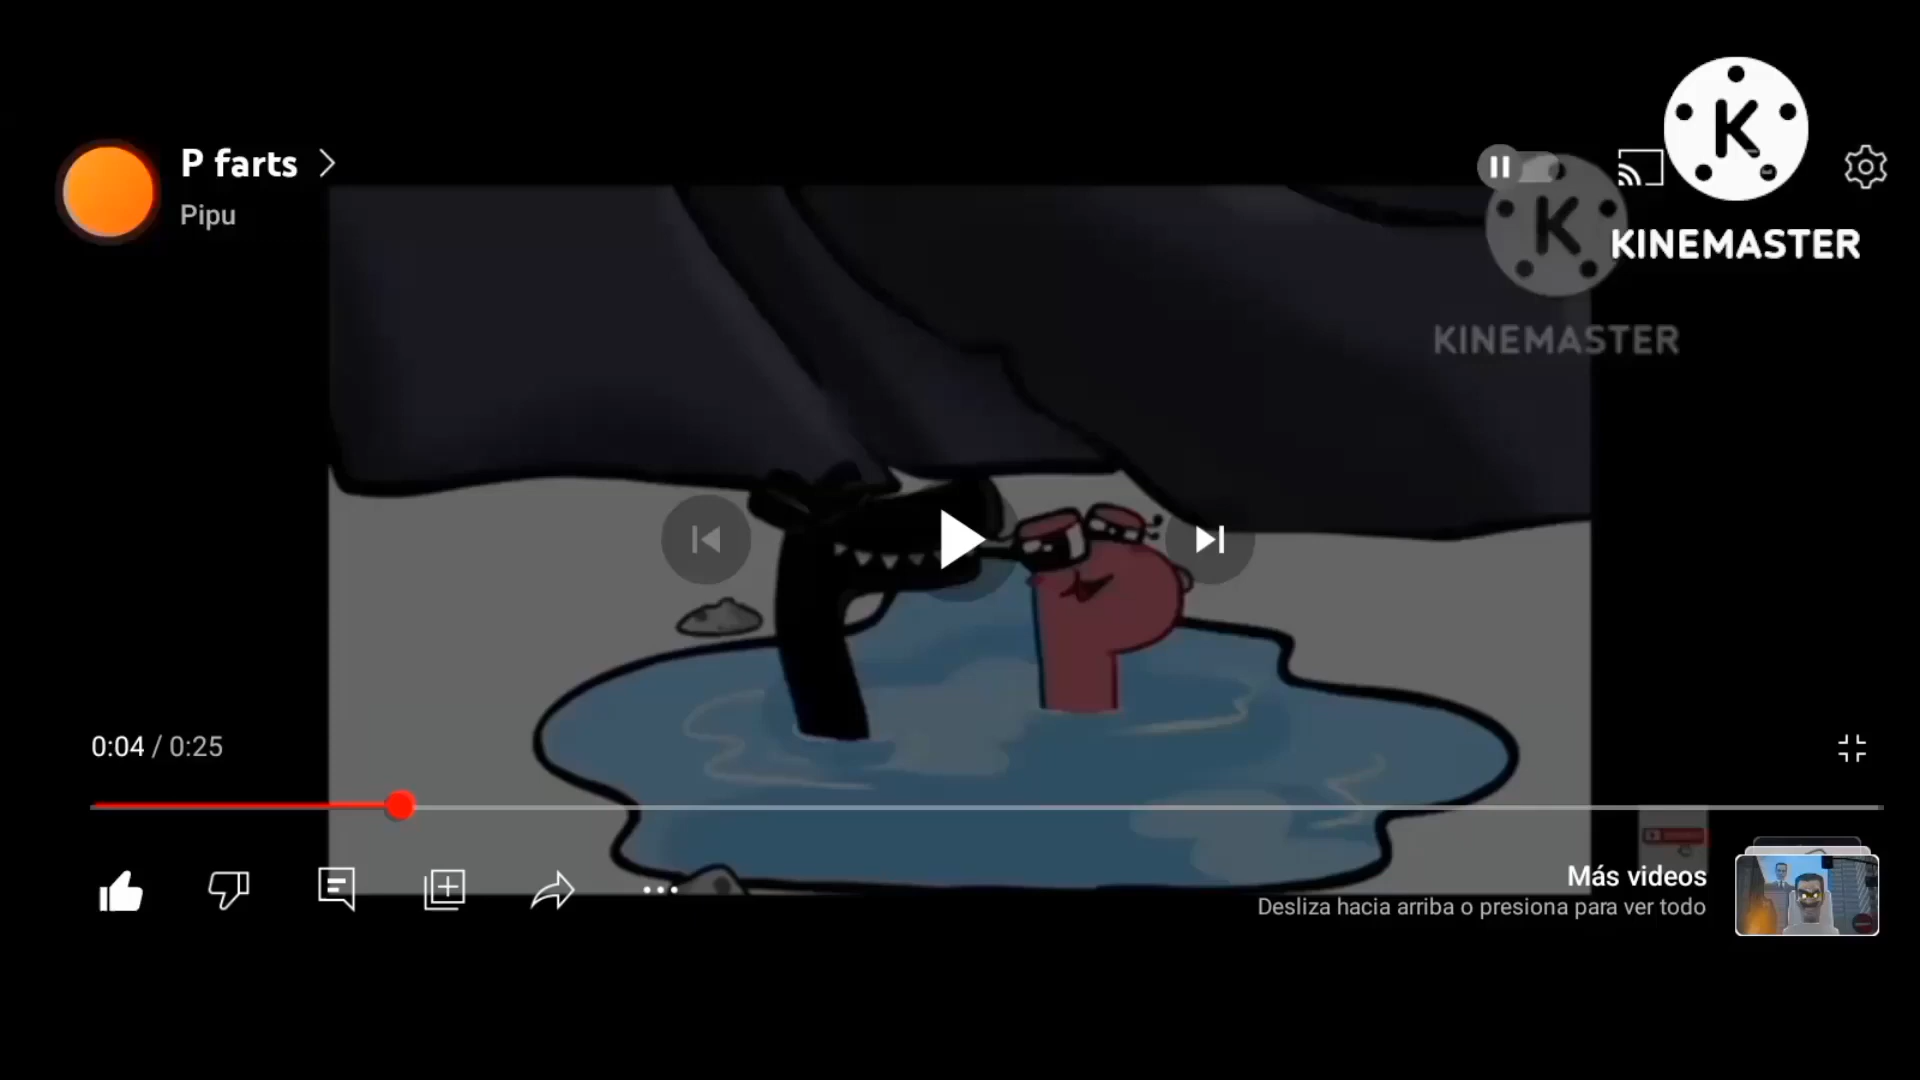 P farts
Pipu
K
KINEMASTER
K
KINEMASTER
0:04 / 0:25
Más videos
Desliza hacia arriba o presiona para ver todo